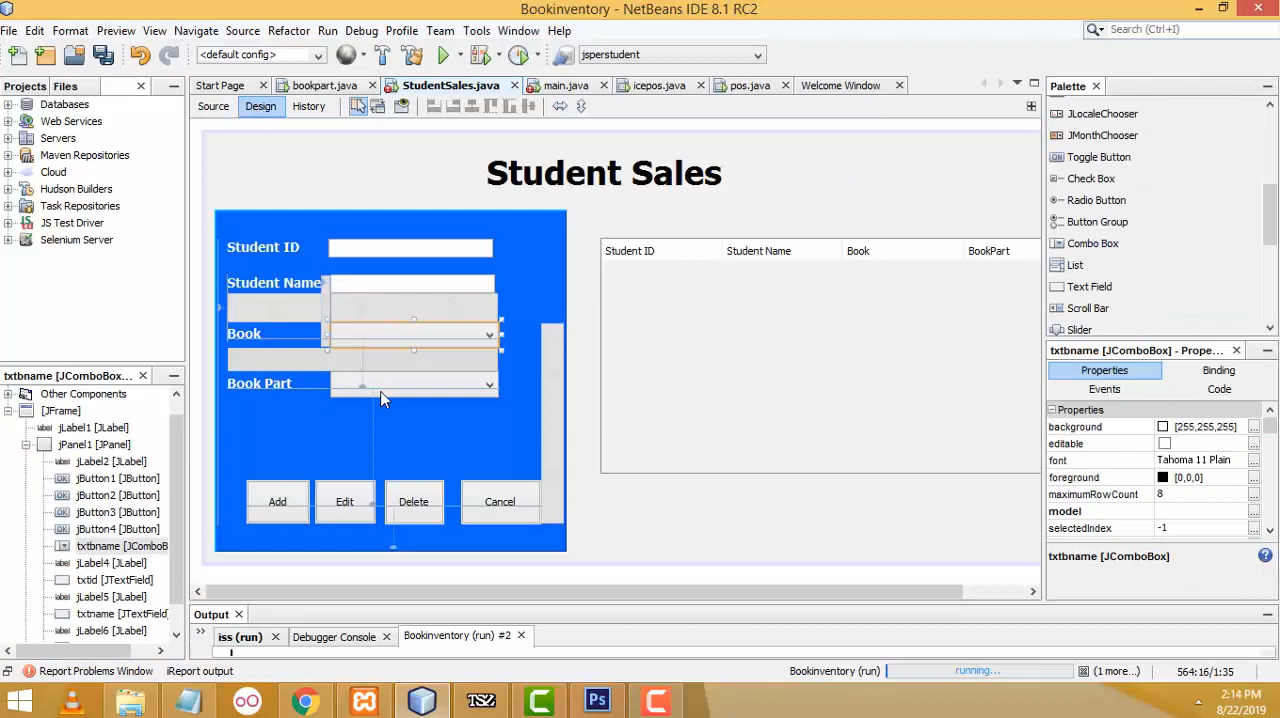 Bookinventory - NetBeans IDE 8.1 RC2
File Edit View Navigate Source Refactor Run Debug Profile Team Tools Window Help
Search (Ctrl+I)
<default config>
jsperstudent
Projects Files
Start Page bookpart.java StudentSales.java main.java icepos.java pos.java Welcome Window
Palette
Source Design History
Databases
Web Services
Servers
Maven Repositories
Cloud
Hudson Builders
Task Repositories
JS Test Driver
Selenium Server
Student Sales
Student ID
Student Name
Book
Book Part
Add Edit Delete Cancel
Student ID Student Name Book BookPart
JLocaleChooser
JMonthChooser
Toggle Button
Check Box
Radio Button
Button Group
Combo Box
List
Text Field
Scroll Bar
Slider
txtbname [JComboBox...
Other Components
[JFrame]
jLabel1 [JLabel]
jPanel1 [JPanel]
jLabel2 [JLabel]
jButton1 [JButton]
jButton2 [JButton]
jButton3 [JButton]
jButton4 [JButton]
txtbname [JComboB
jLabel4 [JLabel]
txtid [JTextField]
jLabel5 [JLabel]
txtname [JTextField]
jLabel6 [JLabel]
txtbname [JComboBox] - Prope...
Properties Binding
Events Code
Properties
background [255,255,255]
editable
font Tahoma 11 Plain
foreground [0,0,0]
maximumRowCount 8
model
selectedIndex -1
txtbname [JComboBox]
Output
iss (run) Debugger Console Bookinventory (run) #2
Report Problems Window iReport output
Bookinventory (run) running... (1 more...) 564:16/1:35
2:14 PM
8/22/2019